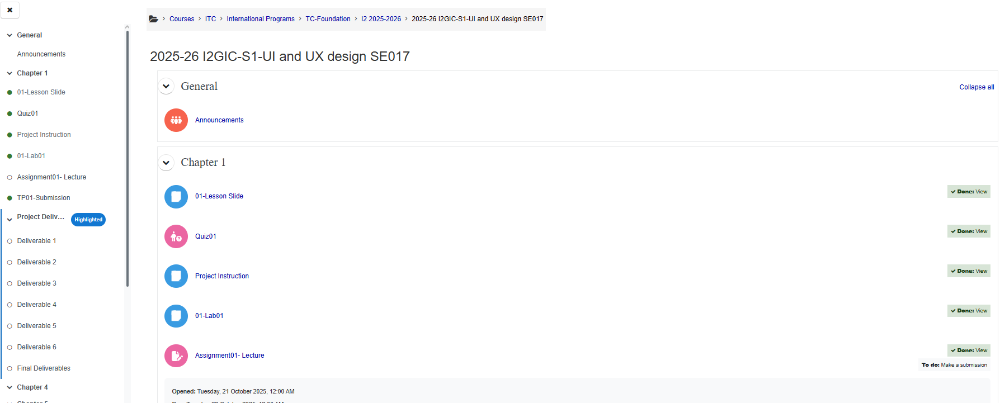 General
Announcements
Chapter 1
01-Lesson Slide
Quiz01
Project Instruction
01-Lab01
Assignment01- Lecture
TP01-Submission
Project Deliv...
Highlighted
Deliverable 1
Deliverable 2
Deliverable 3
Deliverable 4
Deliverable 5
Deliverable 6
Final Deliverables
Chapter 4
Courses > ITC > International Programs > TC-Foundation > I2 2025-2026 > 2025-26 I2GIC-S1-UI and UX design SE017
2025-26 I2GIC-S1-UI and UX design SE017
General
Collapse all
Announcements
Chapter 1
01-Lesson Slide
Done: View
Quiz01
Done: View
Project Instruction
Done: View
01-Lab01
Done: View
Assignment01- Lecture
Done: View
To do: Make a submission
Opened: Tuesday, 21 October 2025, 12:00 AM